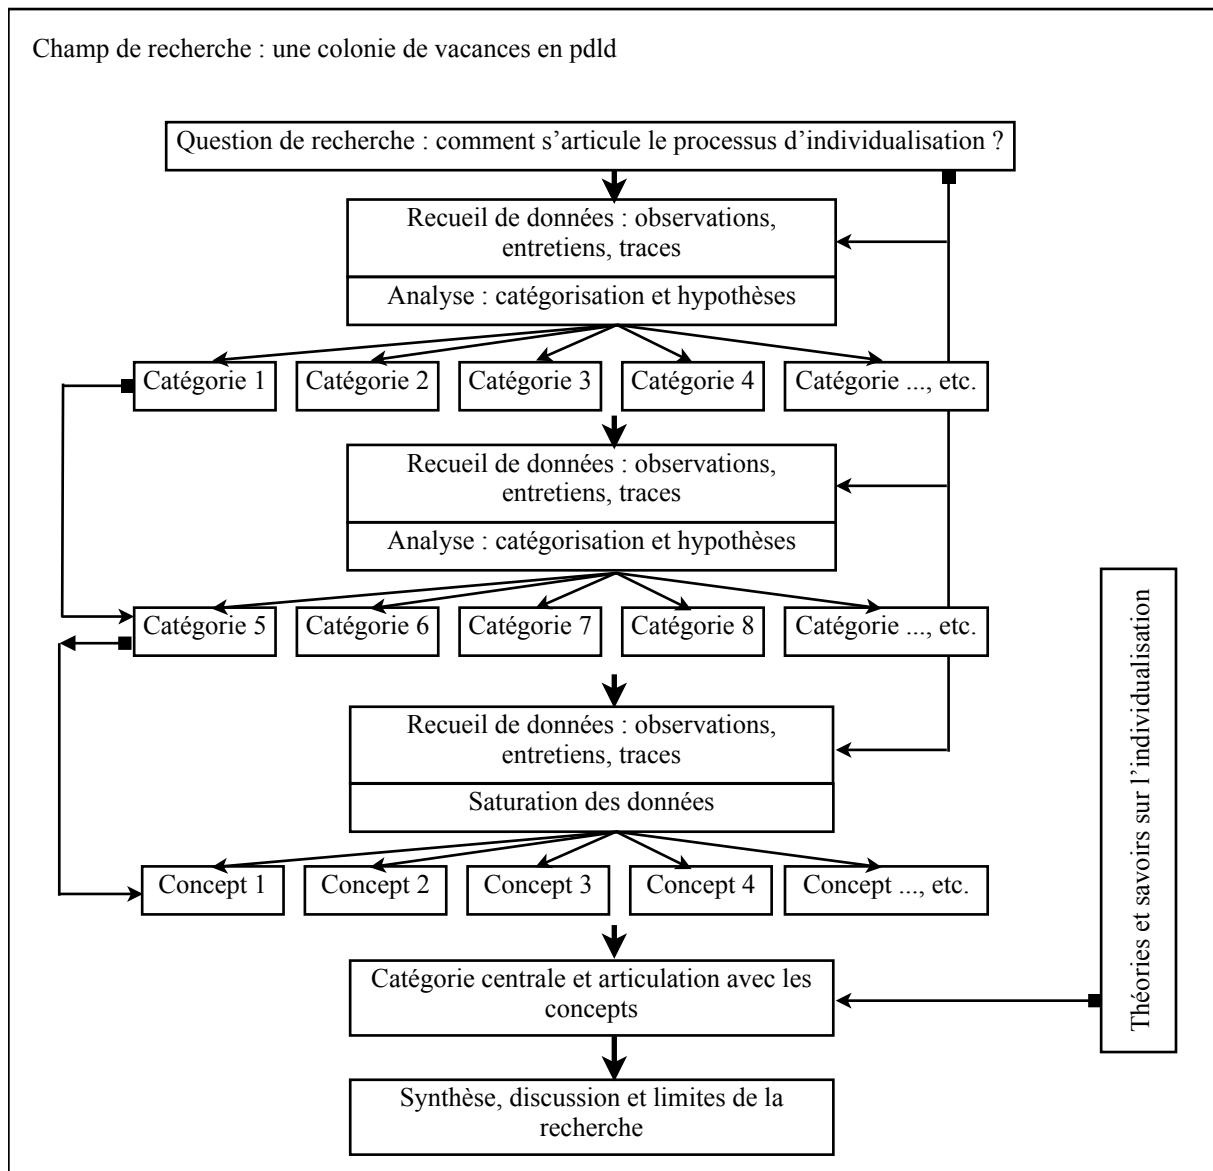 Champ de recherche : une colonie de vacances en pdld
Question de recherche : comment s’articule le processus d’individualisation ?
Recueil de données : observations,
entretiens, traces
Analyse : catégorisation et hypothèses
Catégorie 1
Catégorie 2
Catégorie 3
Catégorie 4
Catégorie ..., etc.
Recueil de données : observations,
entretiens, traces
Analyse : catégorisation et hypothèses
Catégorie 5
Catégorie 6
Catégorie 7
Catégorie 8
Catégorie ..., etc.
Recueil de données : observations,
entretiens, traces
Saturation des données
Concept 1
Concept 2
Concept 3
Concept 4
Concept ..., etc.
Catégorie centrale et articulation avec les
concepts
Théories et savoirs sur l’individualisation
Synthèse, discussion et limites de la
recherche